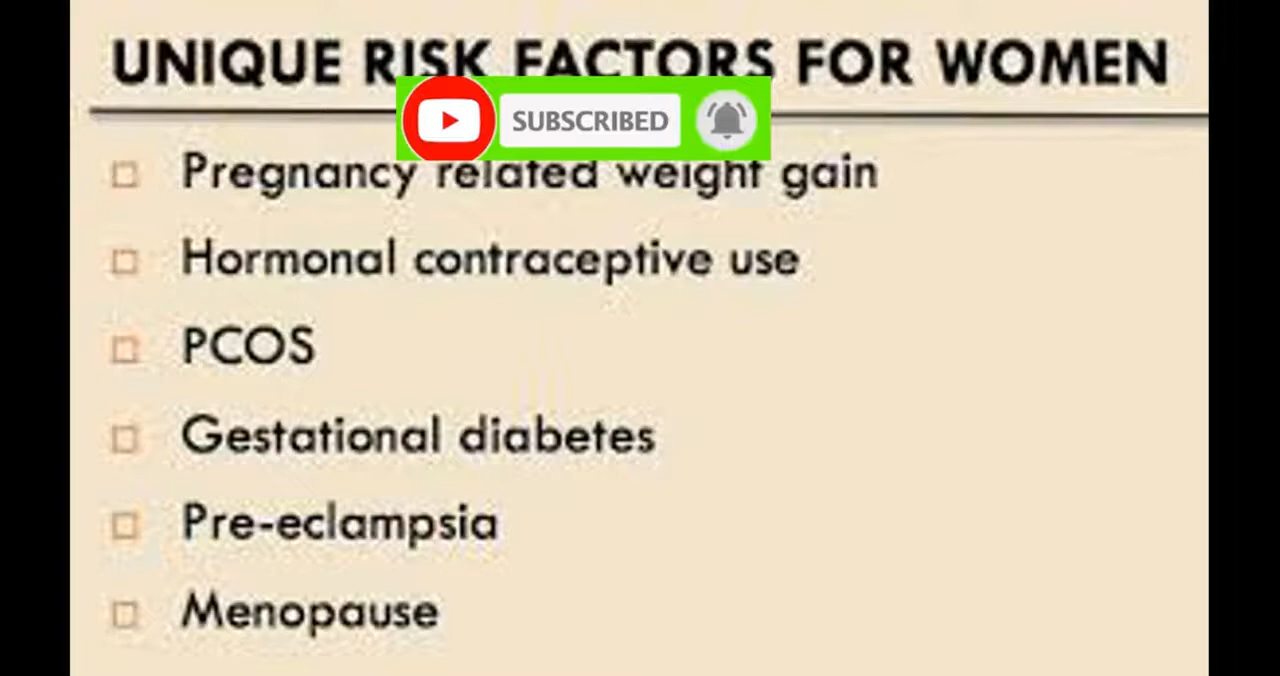 UNIQUE RISK FACTORS FOR WOMEN
SUBSCRIBED
Pregnancy related weight gain
Hormonal contraceptive use
PCOS
Gestational diabetes
Pre-eclampsia
Menopause